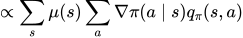 ∝ ∑_s μ(s) ∑_a ∇π(a | s)q_π(s, a)